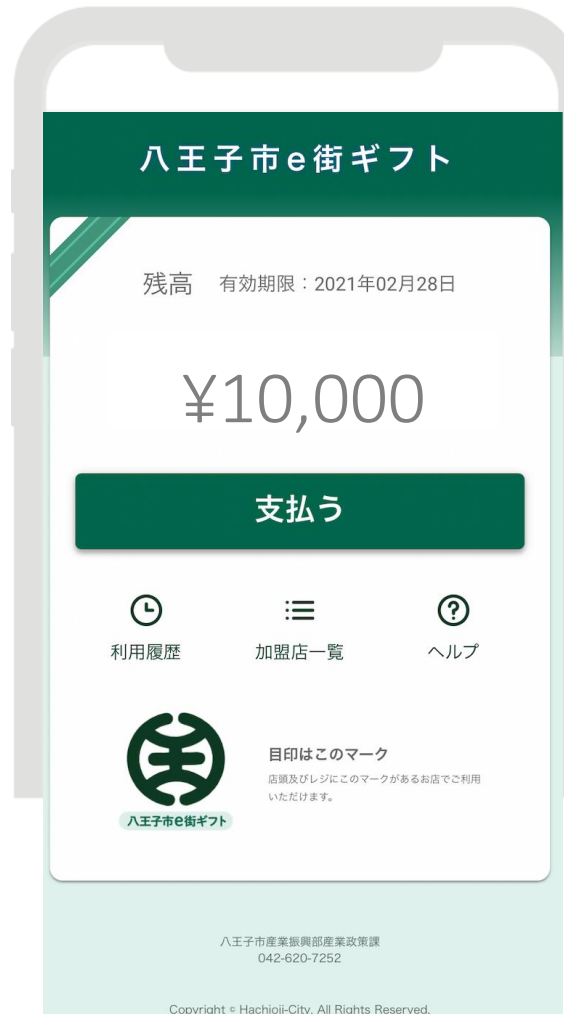 八王子市e街ギフト
残高 有効期限：2021年02月28日
¥10,000
支払う
利用履歴 加盟店一覧 ヘルプ
目印はこのマーク
店頭及びレジにこのマークがあるお店でご利用
いただけます。
八王子市e街ギフト
八王子市産業振興部産業政策課
042-620-7252
Copyright © Hachioji-City. All Rights Reserved.